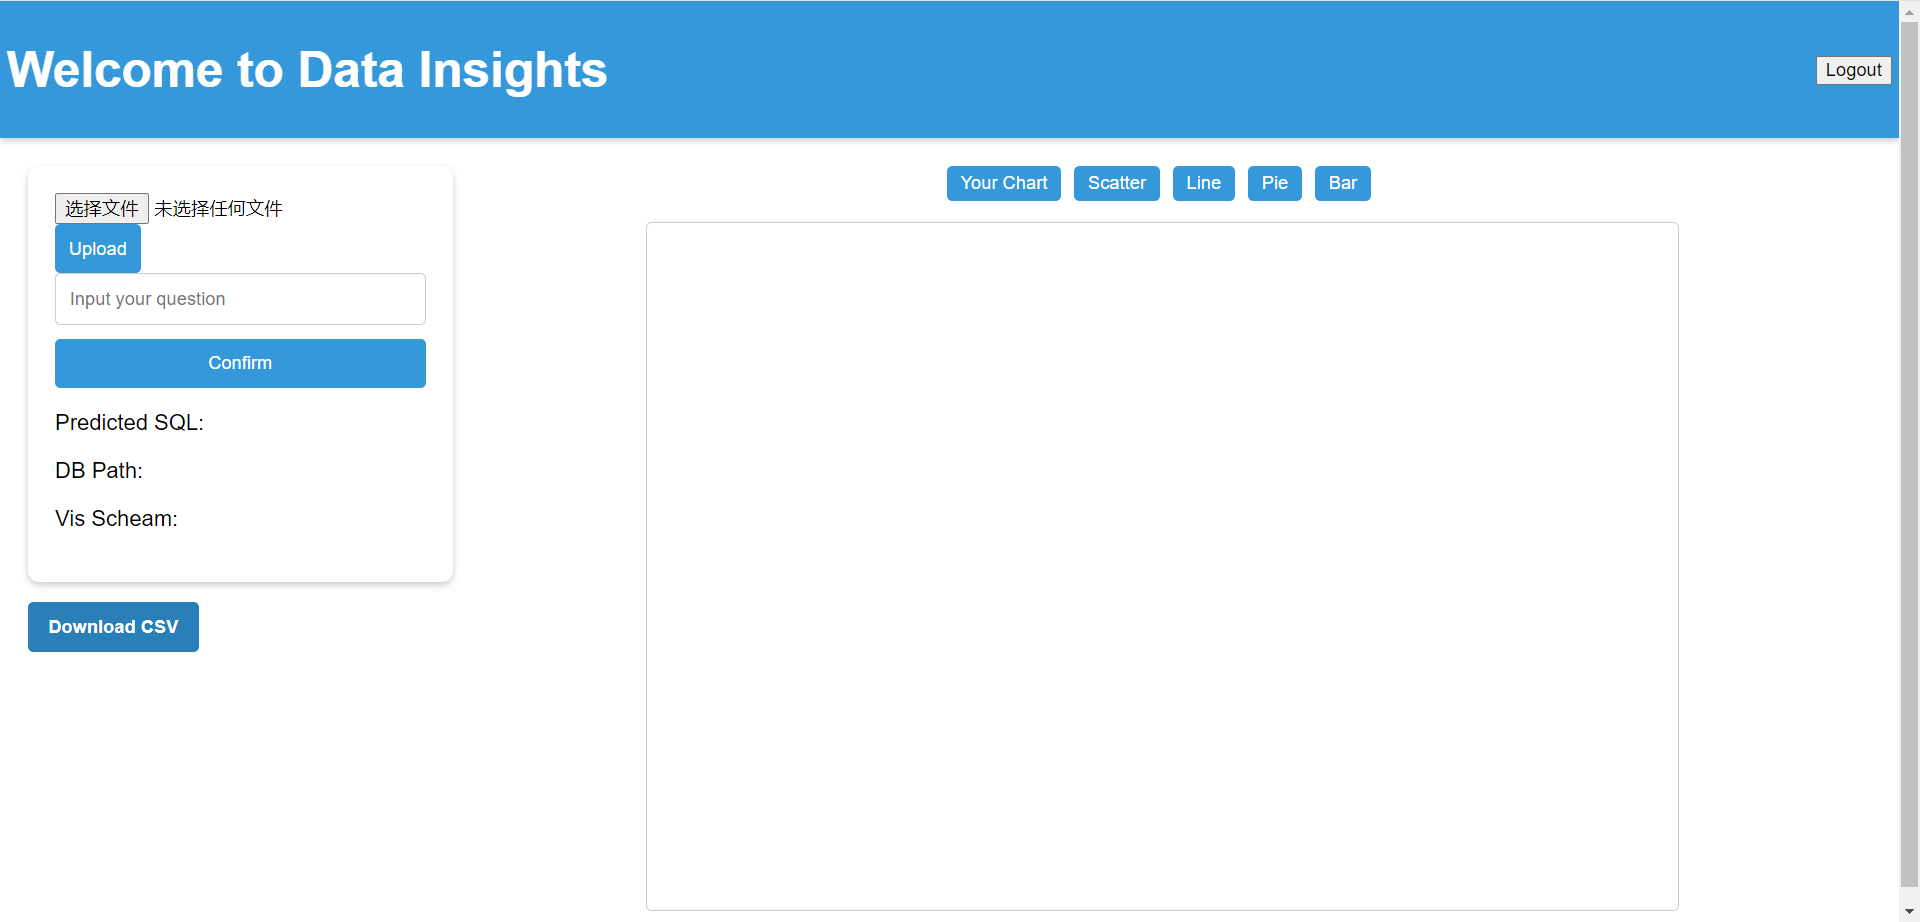 Welcome to Data Insights
Logout
选择文件 未选择任何文件
Upload
Input your question
Confirm
Predicted SQL:
DB Path:
Vis Scheam:
Download CSV
Your Chart Scatter Line Pie Bar